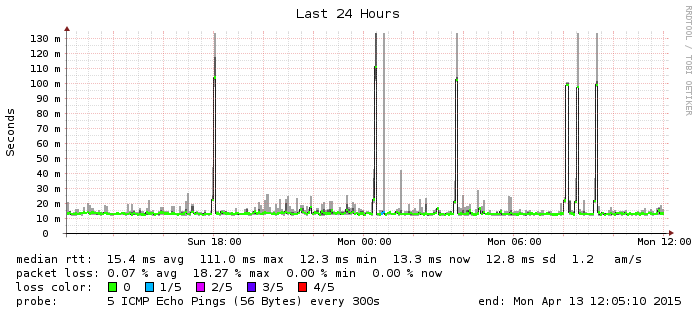 Last 24 Hours
RRDTOOL / TOBI OETIKER
Seconds
130 m
120 m
110 m
100 m
90 m
80 m
70 m
60 m
50 m
40 m
30 m
20 m
10 m
0
Sun 18:00 Mon 00:00 Mon 06:00 Mon 12:00
median rtt: 15.4 ms avg 111.0 ms max 12.3 ms min 13.3 ms now 12.8 ms sd 1.2 am/s
packet loss: 0.07 % avg 18.27 % max 0.00 % min 0.00 % now
loss color: 0 1/5 2/5 3/5 4/5
probe: 5 ICMP Echo Pings (56 Bytes) every 300s end: Mon Apr 13 12:05:10 2015